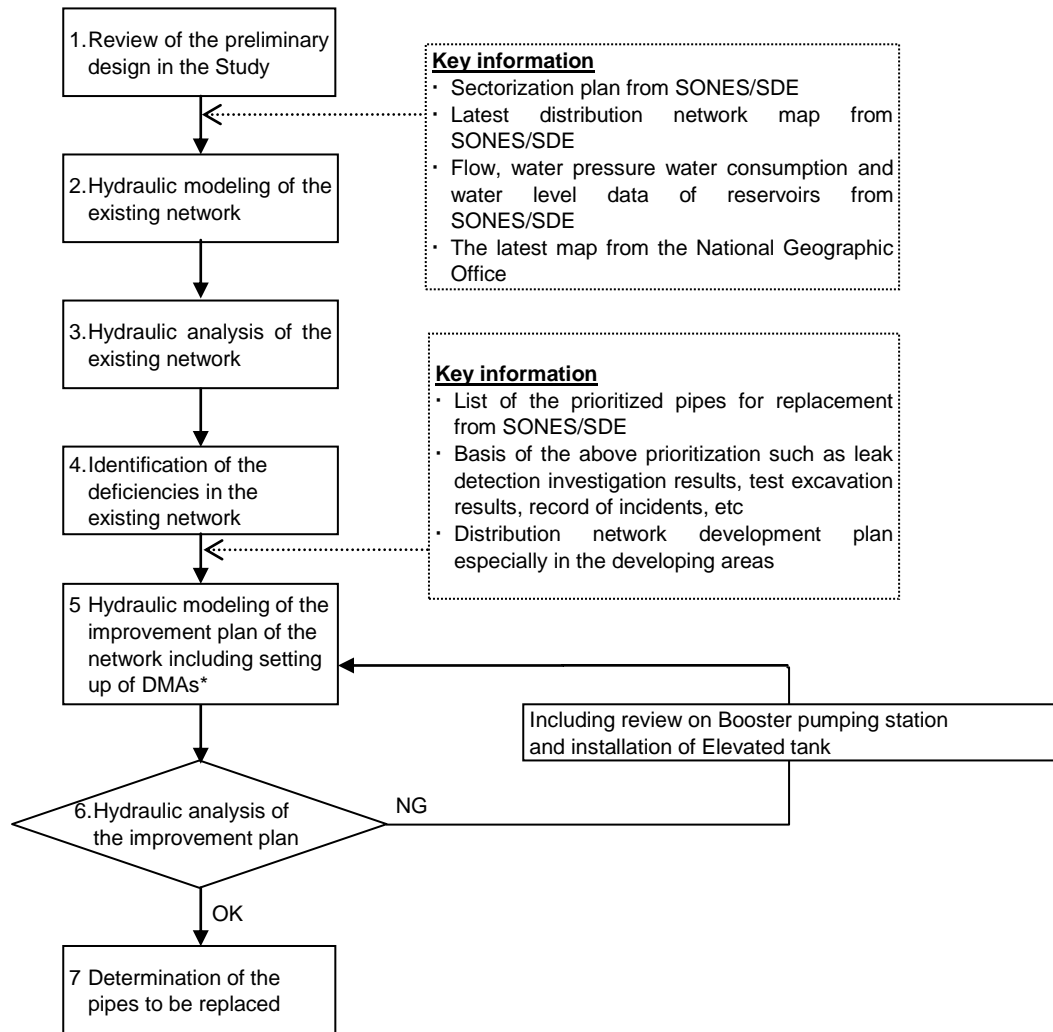 1.Review of the preliminary
design in the Study
Key information
· Sectorization plan from SONES/SDE
· Latest distribution network map from
SONES/SDE
· Flow, water pressure water consumption and
water level data of reservoirs from
SONES/SDE
· The latest map from the National Geographic
Office
2.Hydraulic modeling of the
existing network
3.Hydraulic analysis of the
existing network
Key information
· List of the prioritized pipes for replacement
from SONES/SDE
· Basis of the above prioritization such as leak
detection investigation results, test excavation
results, record of incidents, etc
· Distribution network development plan
especially in the developing areas
4.Identification of the
deficiencies in the
existing network
5 Hydraulic modeling of the
improvement plan of the
network including setting
up of DMAs*
Including review on Booster pumping station
and installation of Elevated tank
6.Hydraulic analysis of
the improvement plan
NG
OK
7 Determination of the
pipes to be replaced